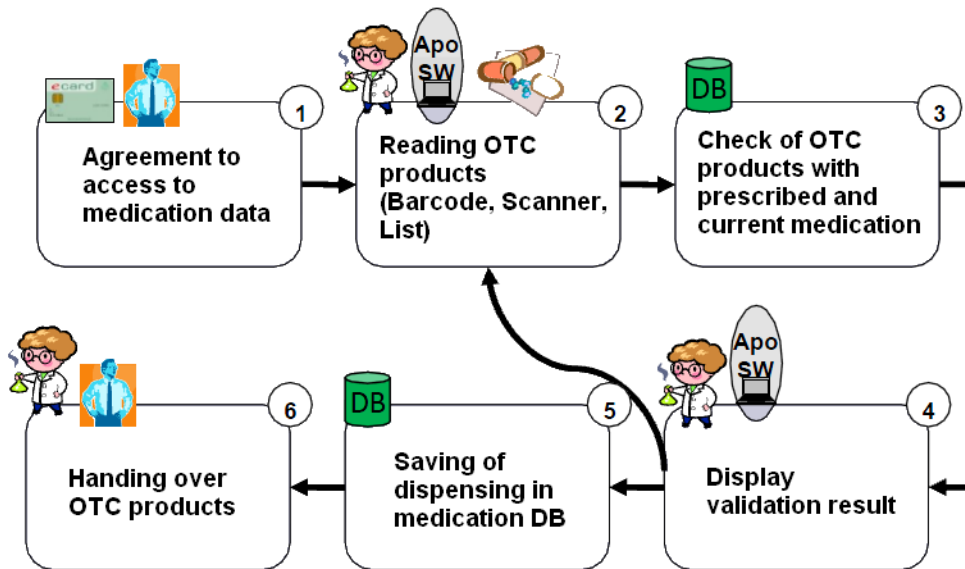 ecard
1
Agreement to
access to
medication data
Apo
SW
2
Reading OTC
products
(Barcode, Scanner,
List)
DB
3
Check of OTC
products with
prescribed and
current medication
6
Handing over
OTC products
DB
5
Saving of
dispensing in
medication DB
Apo
SW
4
Display
validation result